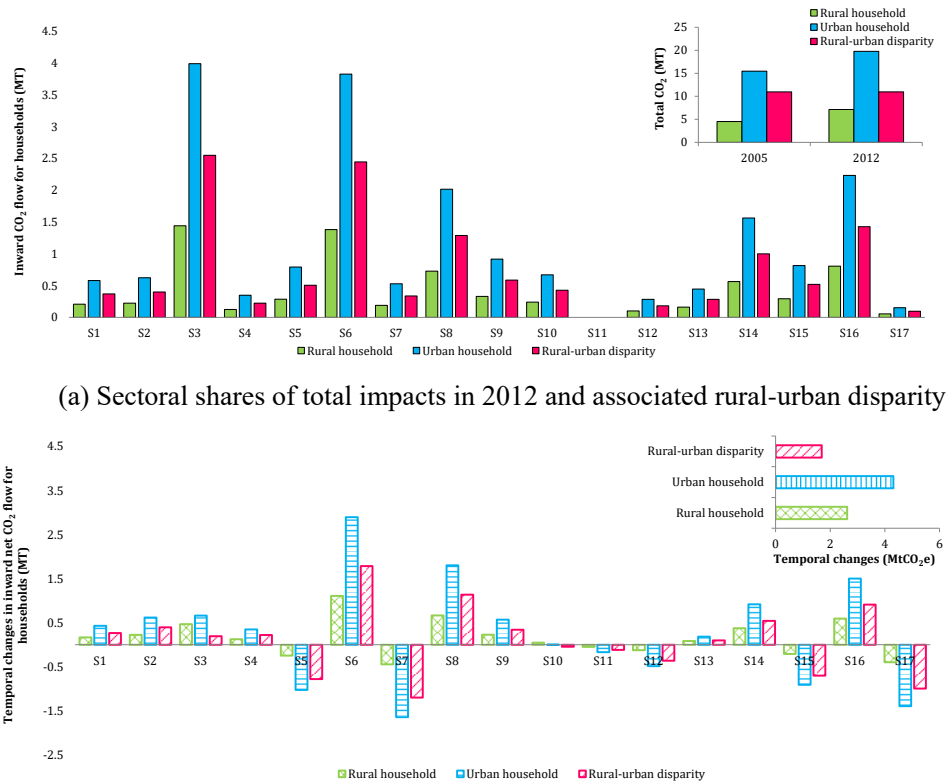 Rural household
Urban household
Rural-urban disparity
Inward CO2 flow for households (MT)
4.5
4
3.5
3
2.5
2
1.5
1
0.5
0
Total CO2 (MT)
25
20
15
10
5
0
2005 2012
S1 S2 S3 S4 S5 S6 S7 S8 S9 S10 S11 S12 S13 S14 S15 S16 S17
Rural household Urban household Rural-urban disparity
(a) Sectoral shares of total impacts in 2012 and associated rural-urban disparity
Temporal changes in inward net CO2 flow for
households (MT)
4.5
3.5
2.5
1.5
0.5
-0.5
-1.5
-2.5
Rural-urban disparity
Urban household
Rural household
0 2 4 6
Temporal changes (MtCO2e)
S1 S2 S3 S4 S5 S6 S7 S8 S9 S10 S11 S12 S13 S14 S15 S16 S17
Rural household Urban household Rural-urban disparity